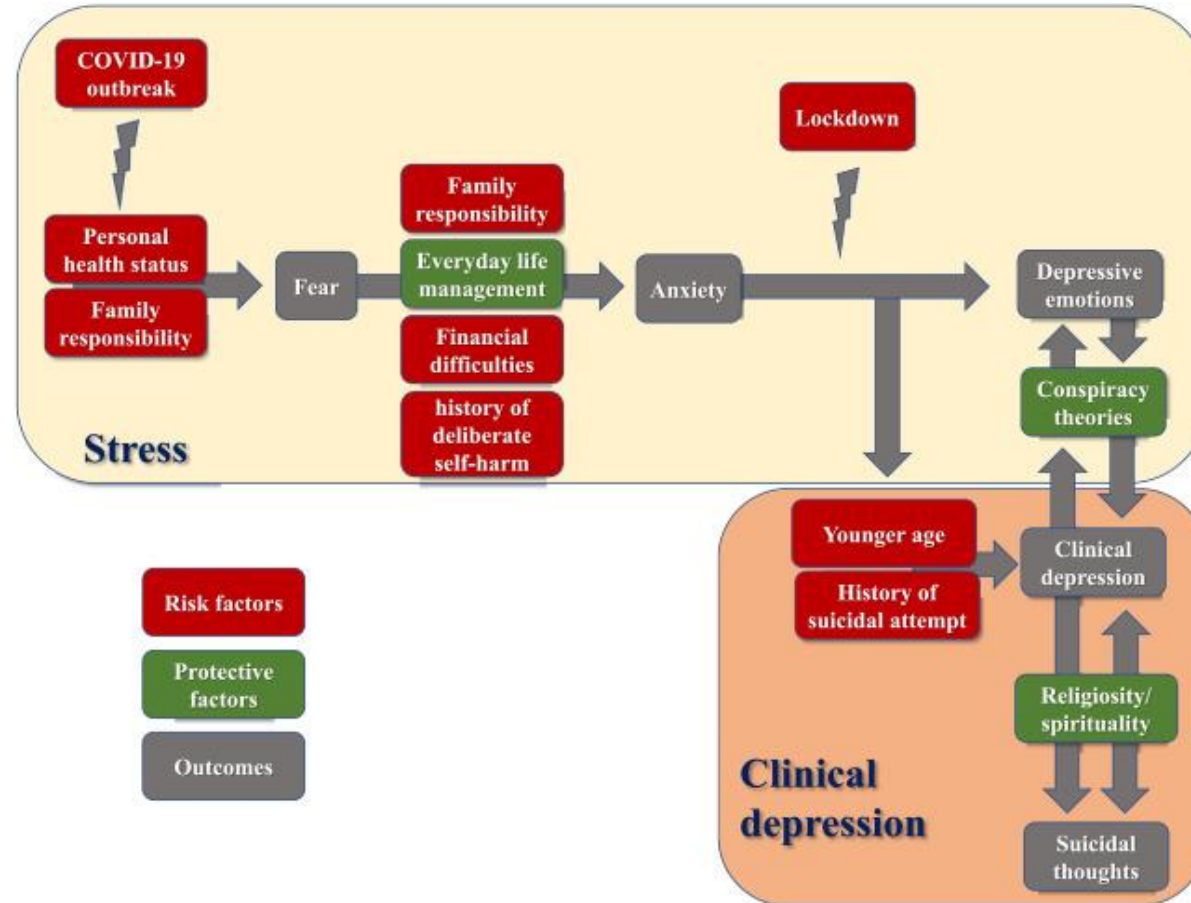 COVID-19
outbreak
Lockdown
Family
responsibility
Personal
health status
Everyday life
management
Fear
Anxiety
Depressive
emotions
Family
responsibility
Financial
difficulties
Conspiracy
theories
history of
deliberate
self-harm
Stress
Younger age
Clinical
depression
History of
suicidal attempt
Risk factors
Protective
factors
Religiosity/
spirituality
Outcomes
Clinical
depression
Suicidal
thoughts